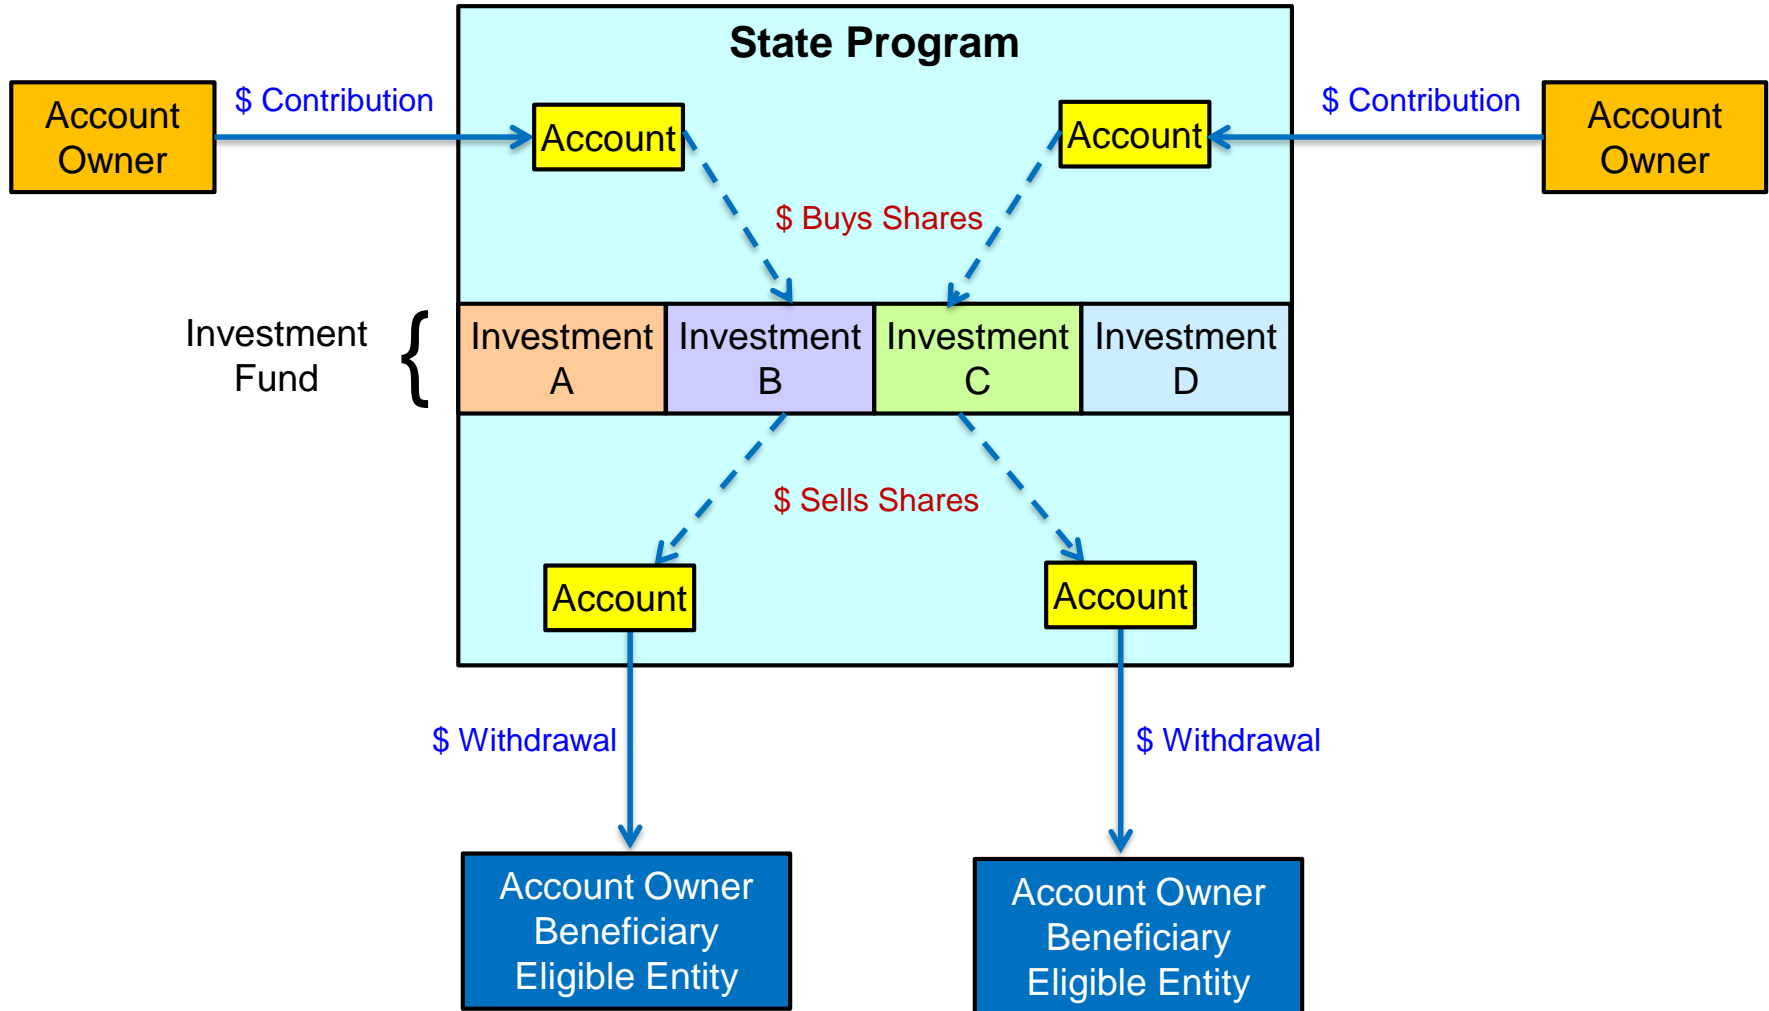 State Program
Account
Owner
$ Contribution
Account
Account
$ Contribution
Account
Owner
$ Buys Shares
Investment
Fund
{
Investment
A
Investment
B
Investment
C
Investment
D
$ Sells Shares
Account
Account
$ Withdrawal
$ Withdrawal
Account Owner
Beneficiary
Eligible Entity
Account Owner
Beneficiary
Eligible Entity